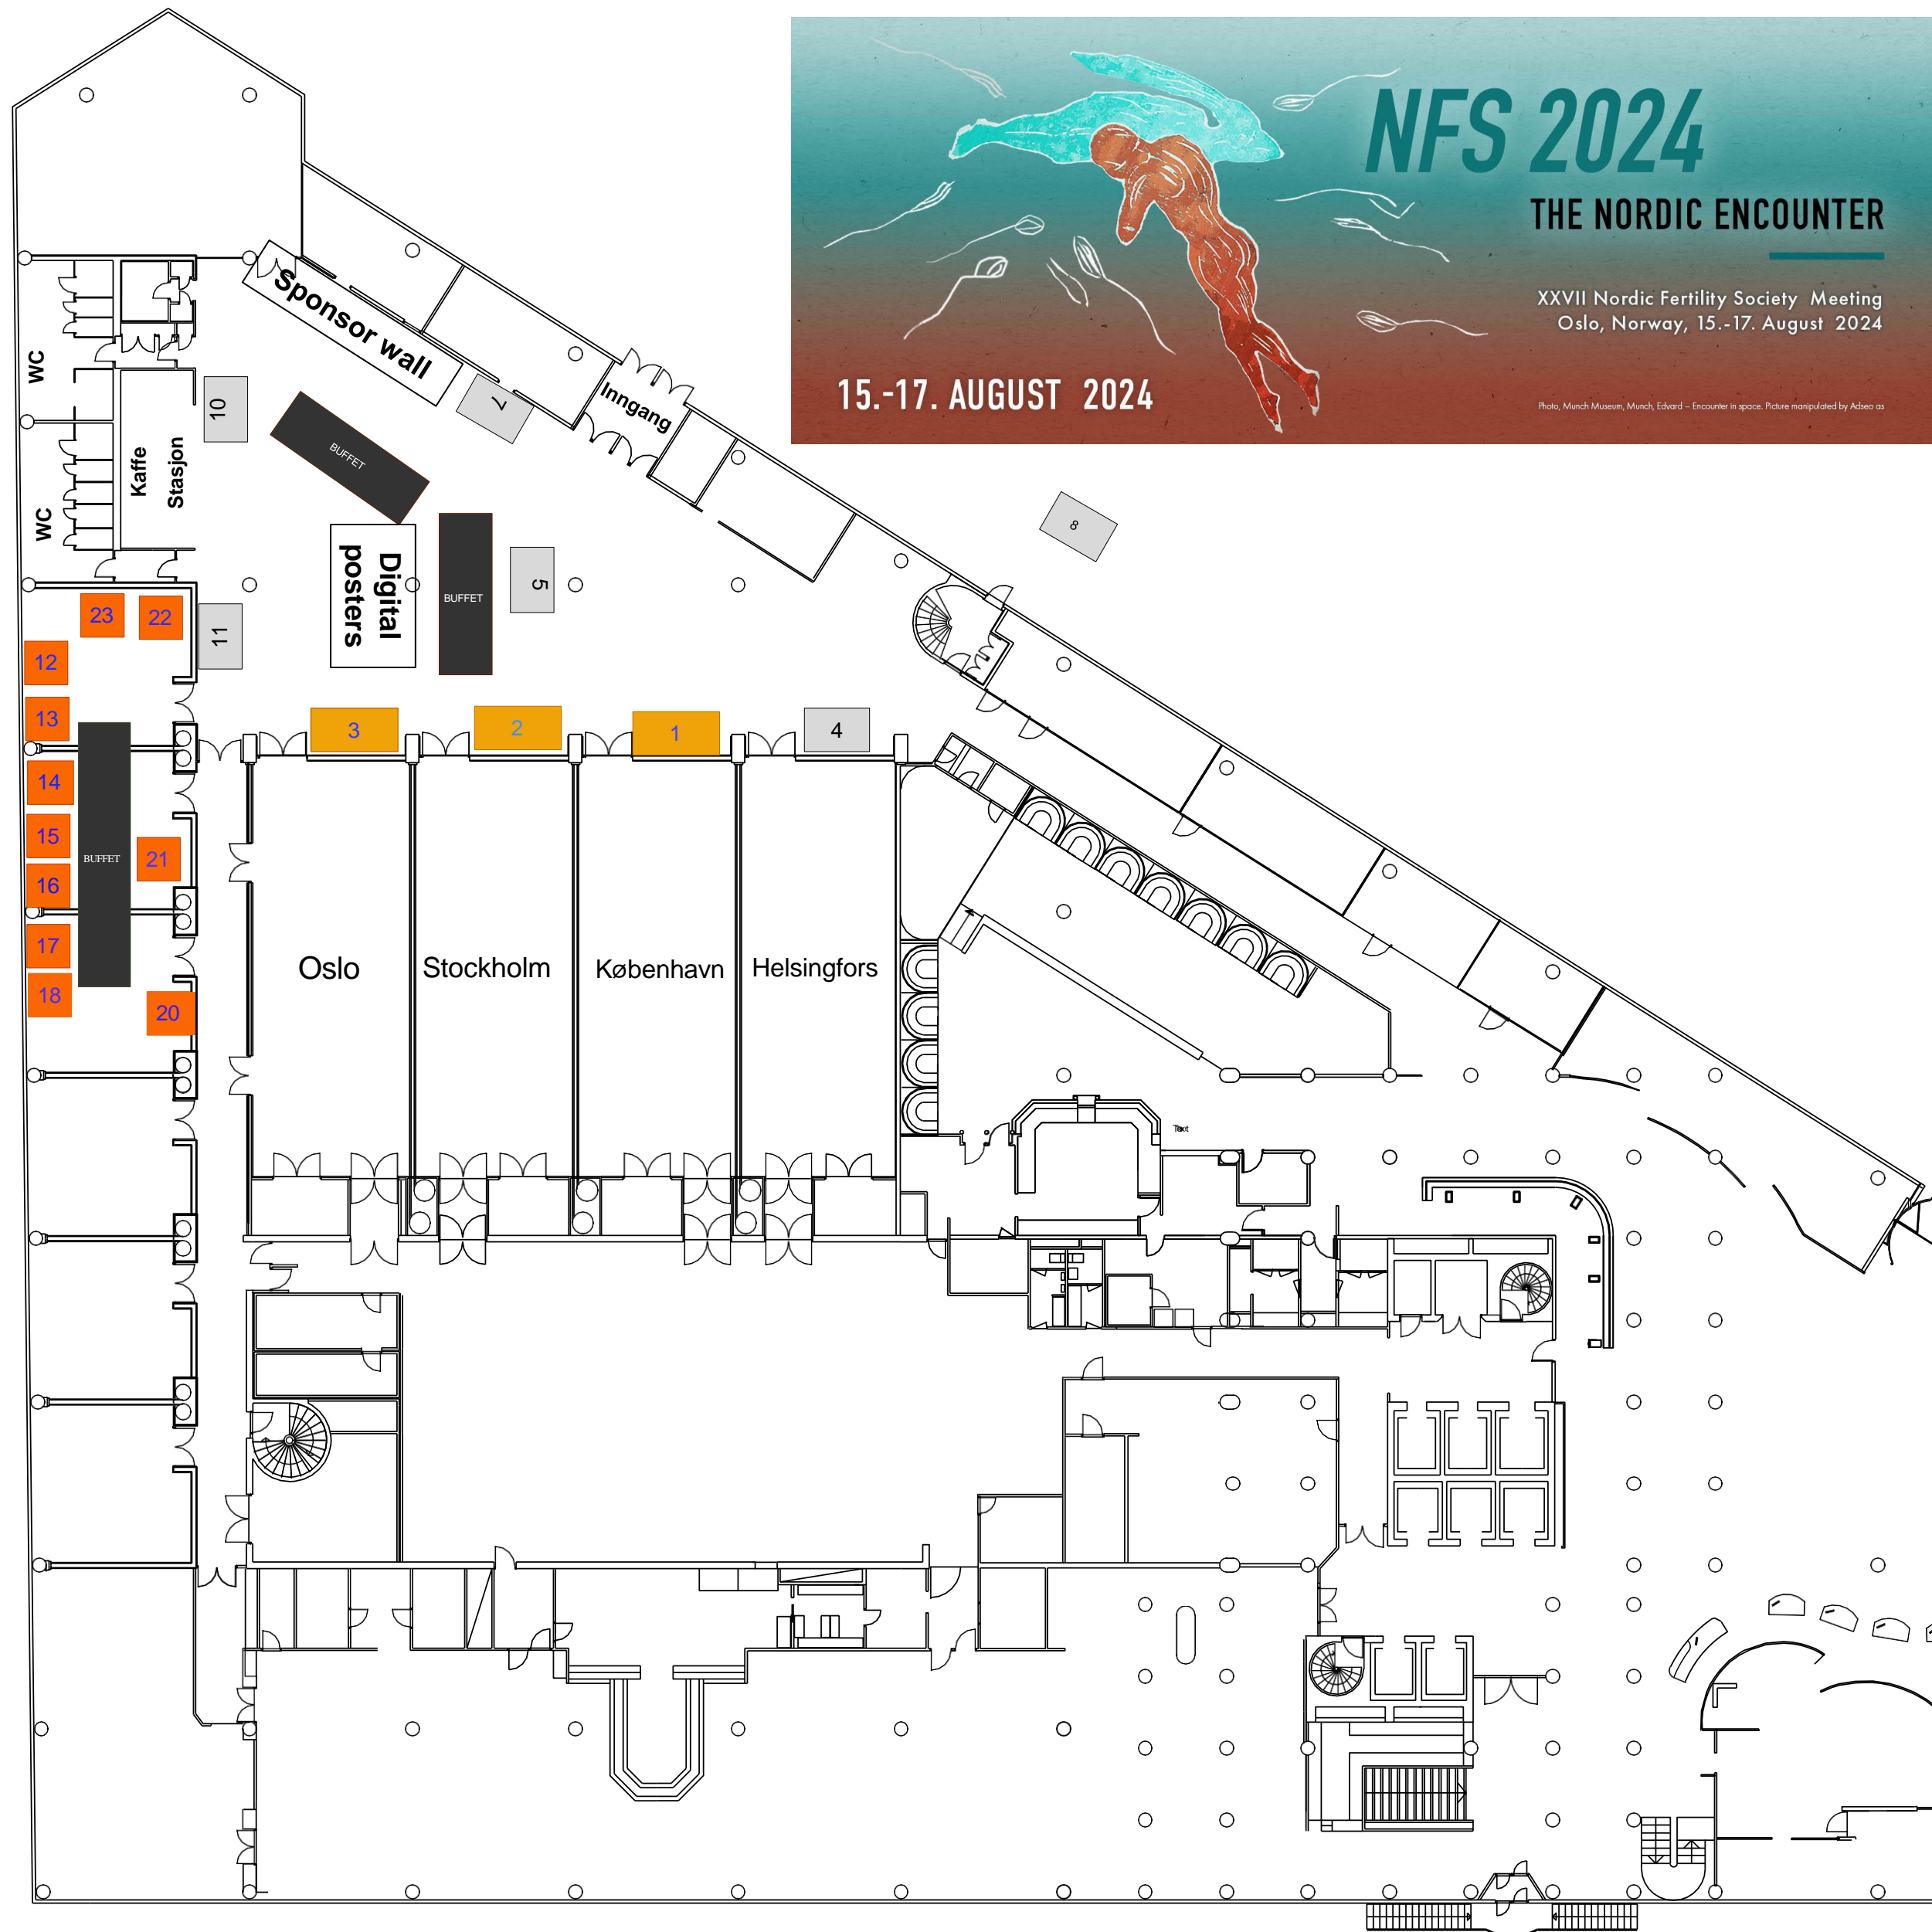 NFS 2024
THE NORDIC ENCOUNTER
XXVII Nordic Fertility Society Meeting
Oslo, Norway, 15.-17. August 2024
15.-17. AUGUST 2024
Photo, Munch Museum, Munch, Edvard – Encounter in space. Picture manipulated by Adseo as
Sponsor wall
WC
10
7
Inngang
BUFFET
Kaffe
Stasjon
WC
8
Digital
posters
BUFFET
5
23
22
11
12
13
3
2
1
4
14
15
BUFFET
21
16
17
18
20
Oslo
Stockholm
København
Helsingfors